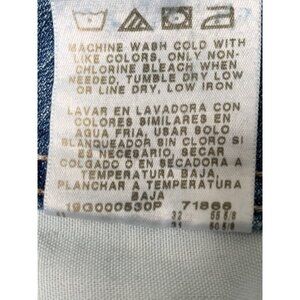 MACHINE WASH COLD WITH
LIKE COLORS, ONLY NON-
CHLORINE BLEACH WHEN
NEEDED, TUMBLE DRY LOW
OR LINE DRY, LOW IRON
LAVAR EN LAVADORA CON
COLORES SIMILARES EN
AGUA FRIA, USAR SOLO
BLANQUEADOR SIN CLORO SI
ES NECESARIO, SECAR
COLGADO O EN SECADORA A
TEMPERATURA BAJA,
PLANCHAR A TEMPERATURA
BAJA
19G000530P 71866